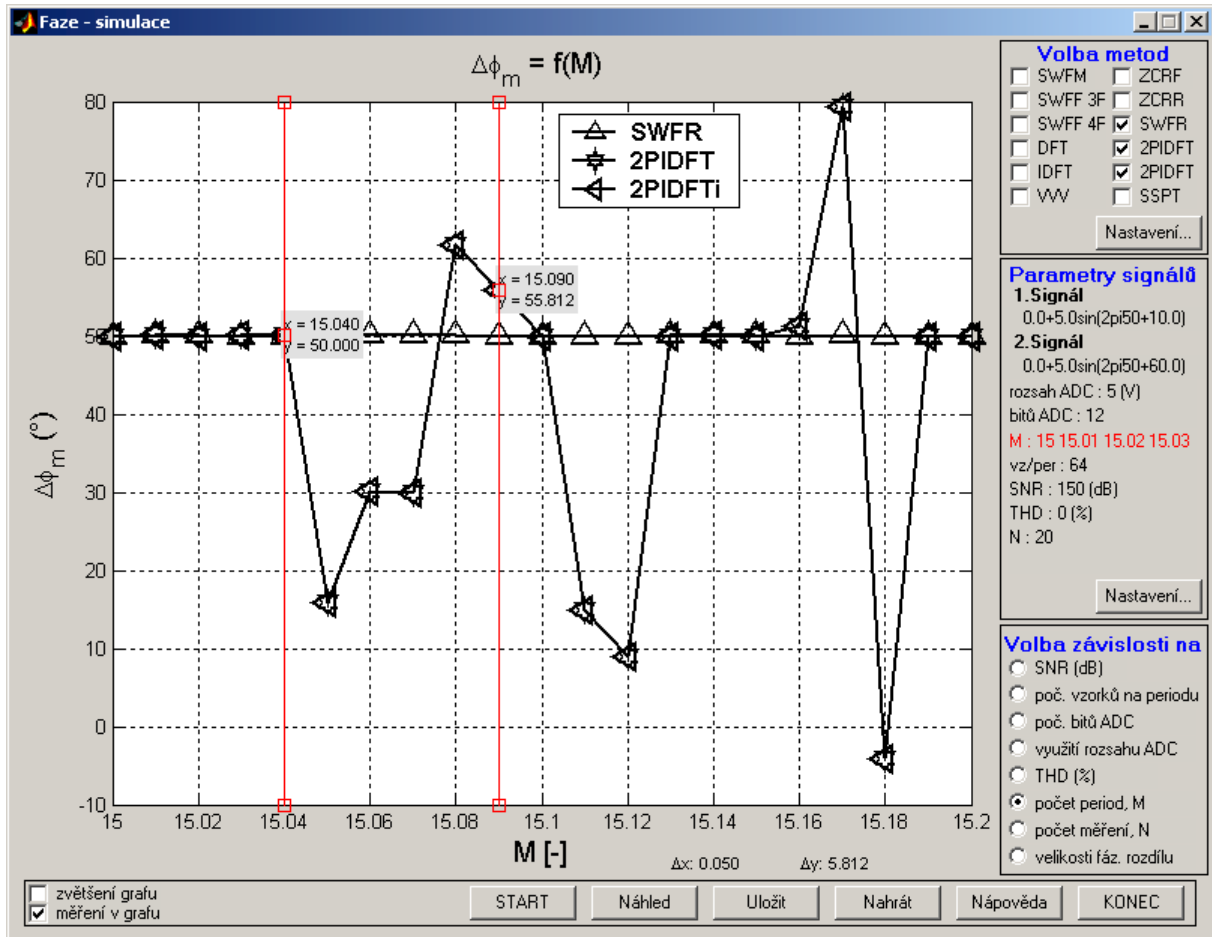 Faze - simulace
Δϕm = f(M)
80
70
60
50
40
30
20
10
0
-10
Δϕm (°)
SWFR
2PIDFT
2PIDFTi
x = 15.040
y = 50.000
x = 15.090
y = 55.812
15 15.02 15.04 15.06 15.08 15.1 15.12 15.14 15.16 15.18 15.2
M [-]
Δx: 0.050 Δy: 5.812
Volba metod
SWFM ZCRF
SWFF 3F ZCRR
SWFF 4F SWFR
DFT 2PIDFT
IDFT 2PIDFT
VVV SSPT
Nastavení...
Parametry signálů
1.Signál
0.0+5.0sin(2pi50+10.0)
2.Signál
0.0+5.0sin(2pi50+60.0)
rozsah ADC : 5 (V)
bitů ADC : 12
M : 15 15.01 15.02 15.03
vz/per : 64
SNR : 150 (dB)
THD : 0 (%)
N : 20
Nastavení...
Volba závislosti na
SNR (dB)
poč. vzorků na periodu
poč. bitů ADC
využití rozsahu ADC
THD (%)
počet period, M
počet měření, N
velikosti fáz. rozdílu
zvětšení grafu
měření v grafu
START Náhled Uložit Nahrát Nápověda KONEC